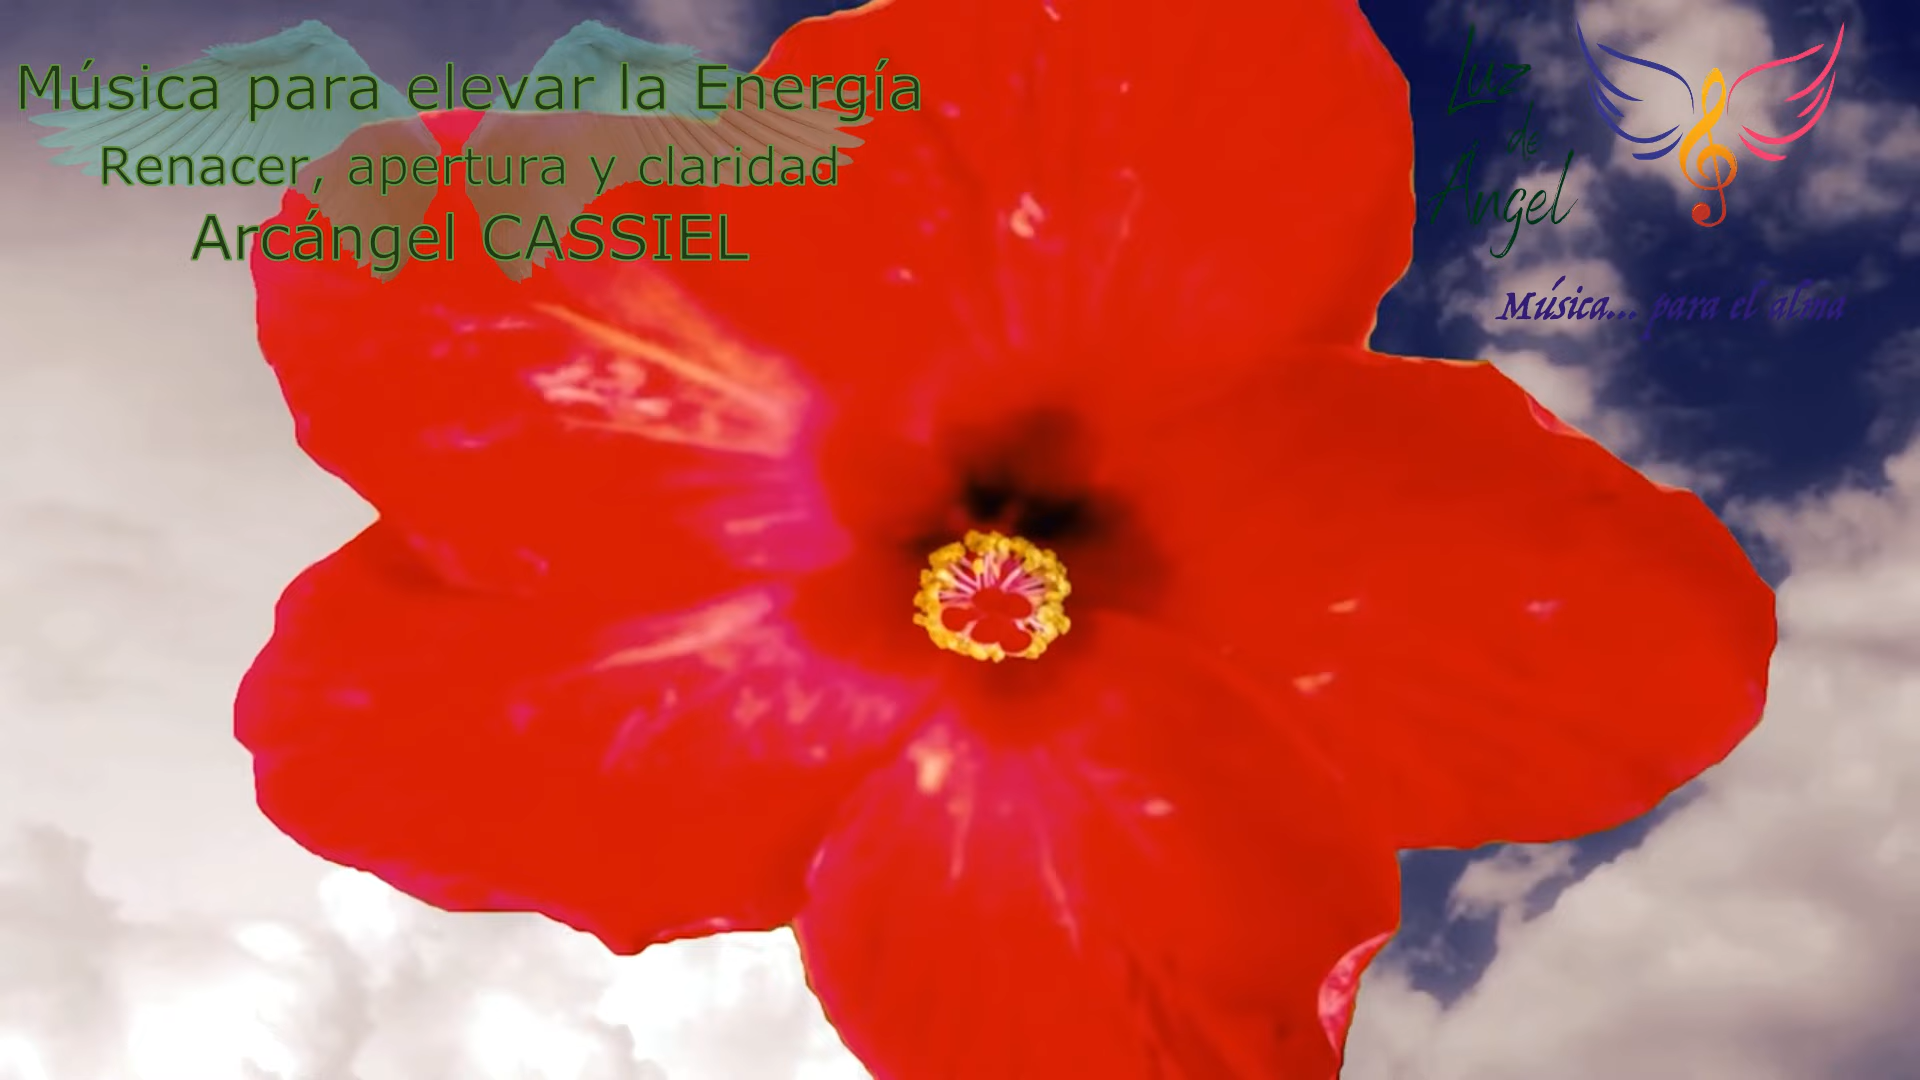 Música para elevar la Energía
Renacer, apertura y claridad
Arcángel CASSIEL
Luz
de
Angel
Música... para el alma